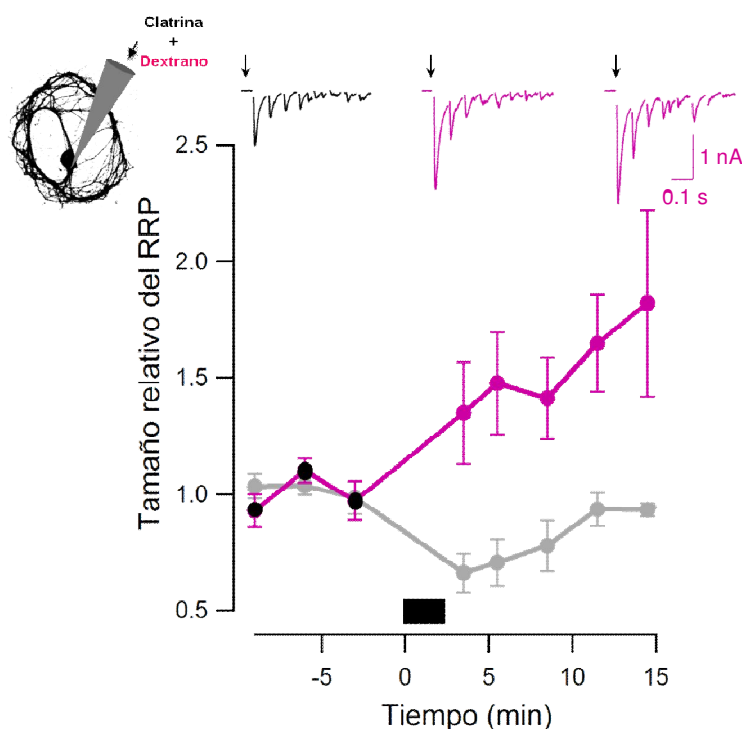 Clatrina
+
Dextrano
1 nA
0.1 s
Tamaño relativo del RRP
2.5
2.0
1.5
1.0
0.5
-5 0 5 10 15
Tiempo (min)